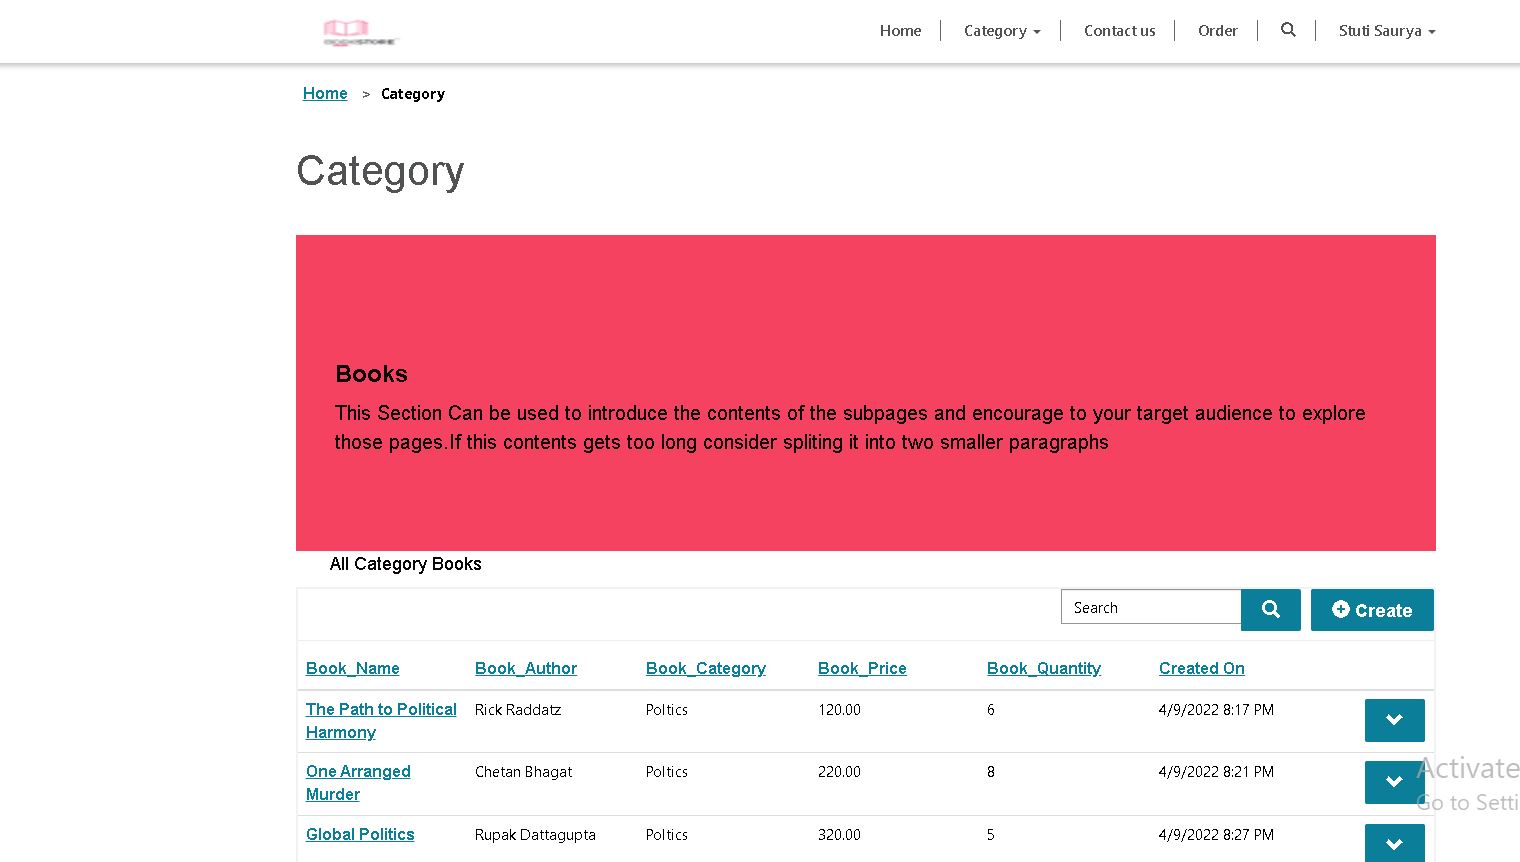 BOOKSTORE
Home Category Contact us Order Stuti Saurya
Home > Category
Category
Books
This Section Can be used to introduce the contents of the subpages and encourage to your target audience to explore
those pages.If this contents gets too long consider spliting it into two smaller paragraphs
All Category Books
Search Create
Book_Name Book_Author Book_Category Book_Price Book_Quantity Created On
The Path to Political Rick Raddatz Poltics 120.00 6 4/9/2022 8:17 PM
Harmony
One Arranged Chetan Bhagat Poltics 220.00 8 4/9/2022 8:21 PM
Murder
Activate
Go to Setti
Global Politics Rupak Dattagupta Poltics 320.00 5 4/9/2022 8:27 PM